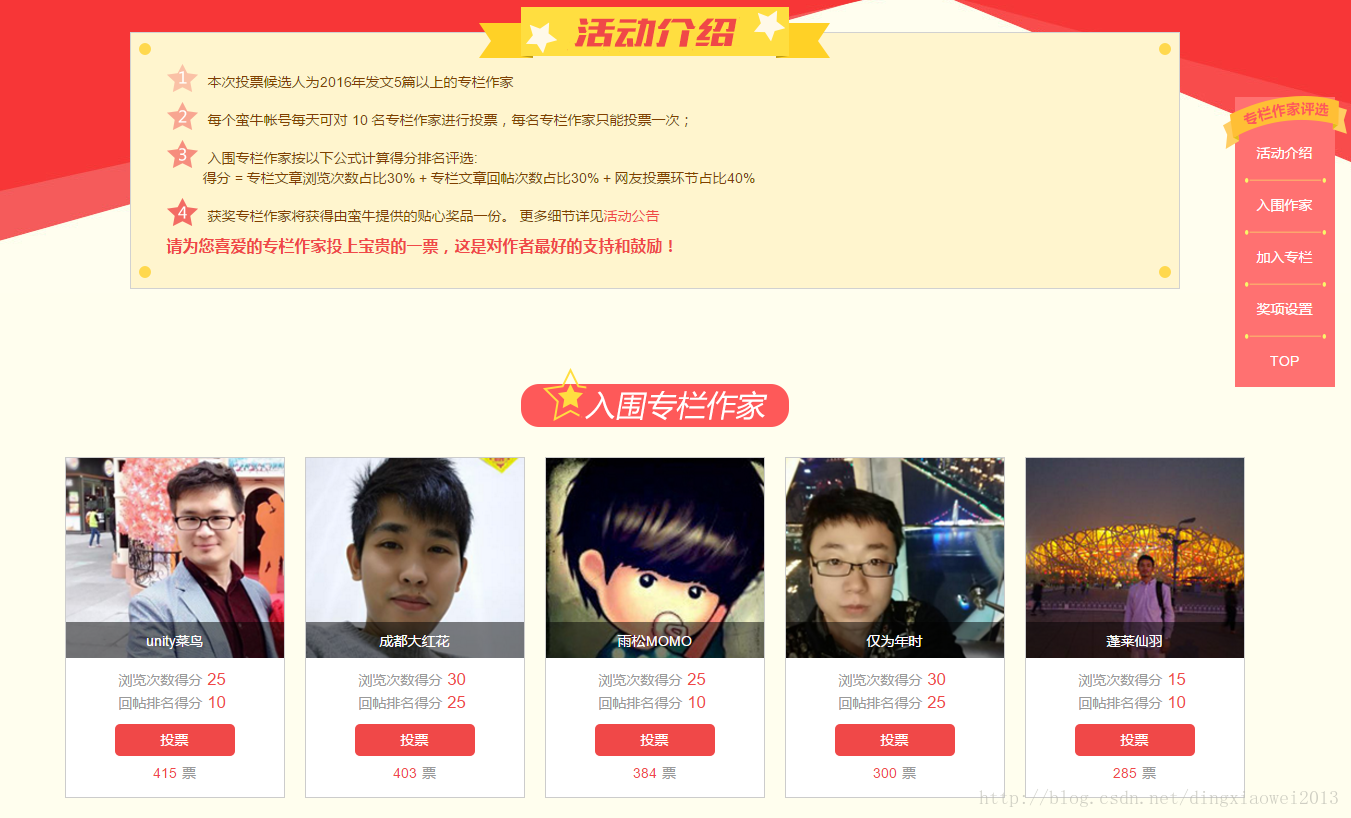 活动介绍
1 本次投票候选人为2016年发文5篇以上的专栏作家
2 每个蛮牛帐号每天可对 10 名专栏作家进行投票，每名专栏作家只能投票一次；
3 入围专栏作家按以下公式计算得分排名评选:
得分 = 专栏文章浏览次数占比30% + 专栏文章回帖次数占比30% + 网友投票环节占比40%
4 获奖专栏作家将获得由蛮牛提供的贴心奖品一份。 更多细节详见活动公告
请为您喜爱的专栏作家投上宝贵的一票，这是对作者最好的支持和鼓励！
专栏作家评选
活动介绍
入围作家
加入专栏
奖项设置
TOP
入围专栏作家
unity菜鸟
浏览次数得分 25
回帖排名得分 10
投票
415 票
成都大红花
浏览次数得分 30
回帖排名得分 25
投票
403 票
雨松MOMO
浏览次数得分 25
回帖排名得分 10
投票
384 票
仅为年时
浏览次数得分 30
回帖排名得分 25
投票
300 票
蓬莱仙羽
浏览次数得分 15
回帖排名得分 10
投票
285 票
http://blog.csdn.net/dingxiaowei2013